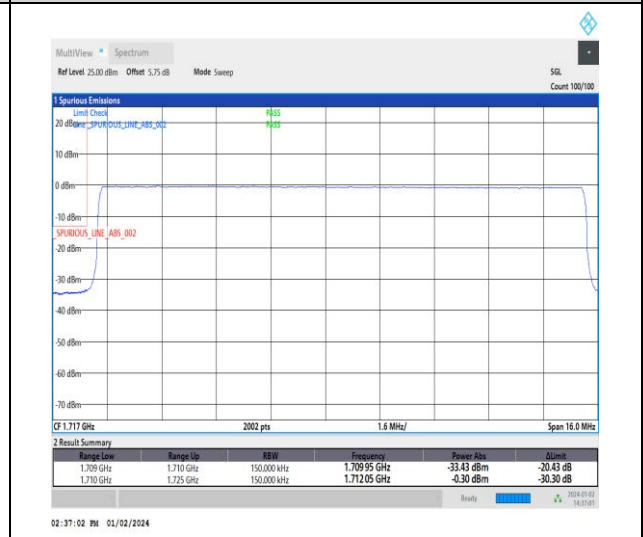 MultiView Spectrum
Ref Level 25.00 dBm Offset 5.75 dB Mode Sweep SGL
Count 100/100
1 Spurious Emissions
Limit Check PASS
20 dBm Line _SPURIOUS_LINE_ABS_002 PASS
10 dBm
0 dBm
-10 dBm
_SPURIOUS_LINE_ABS_002
-20 dBm
-30 dBm
-40 dBm
-50 dBm
-60 dBm
-70 dBm
CF 1.717 GHz 2002 pts 1.6 MHz/ Span 16.0 MHz
2 Result Summary
Range Low Range Up RBW Frequency Power Abs ΔLimit
1.709 GHz 1.710 GHz 150.000 kHz 1.70995 GHz -33.43 dBm -20.43 dB
1.710 GHz 1.725 GHz 150.000 kHz 1.71205 GHz -0.30 dBm -30.30 dB
Ready 2024-01-02
14:37:01
02:37:02 PM 01/02/2024